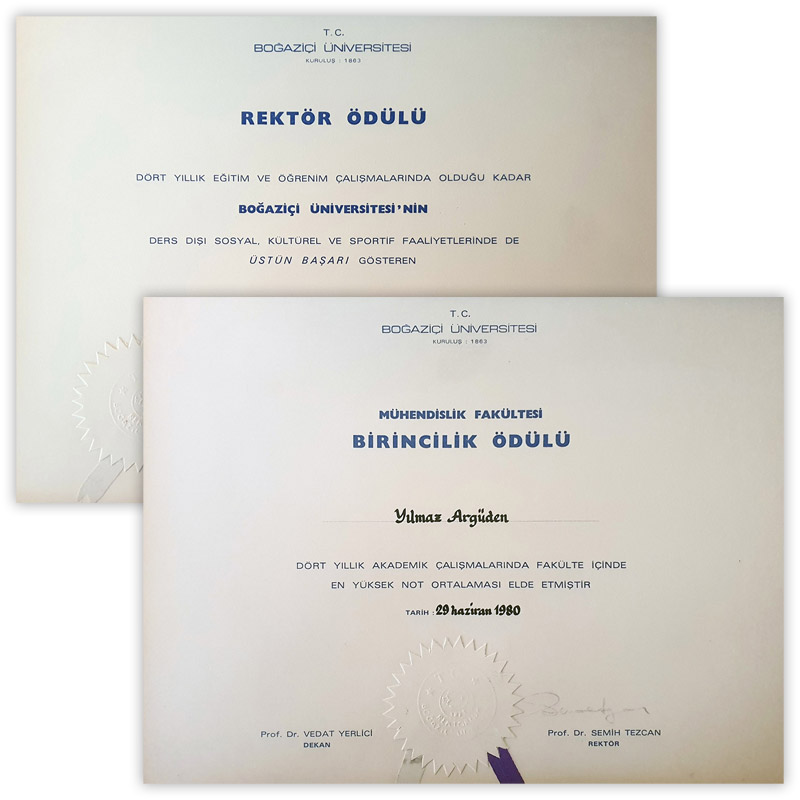 T.C.
BOĞAZİÇİ ÜNİVERSİTESİ
KURULUŞ : 1863
REKTÖR ÖDÜLÜ
DÖRT YILLIK EĞİTİM VE ÖĞRENİM ÇALIŞMALARINDA OLDUĞU KADAR
BOĞAZİÇİ ÜNİVERSİTESİ'NİN
DERS DIŞI SOSYAL, KÜLTÜREL VE SPORTİF FAALİYETLERİNDE DE
ÜSTÜN BAŞARI GÖSTEREN
T.C.
BOĞAZİÇİ ÜNİVERSİTESİ
KURULUŞ : 1863
MÜHENDİSLİK FAKÜLTESİ
BİRİNCİLİK ÖDÜLÜ
Yılmaz Argüden
DÖRT YILLIK AKADEMİK ÇALIŞMALARINDA FAKÜLTE İÇİNDE
EN YÜKSEK NOT ORTALAMASI ELDE ETMİŞTİR
TARİH : 29 haziran 1980
Prof. Dr. VEDAT YERLİCİ
DEKAN
Prof. Dr. SEMİH TEZCAN
REKTÖR